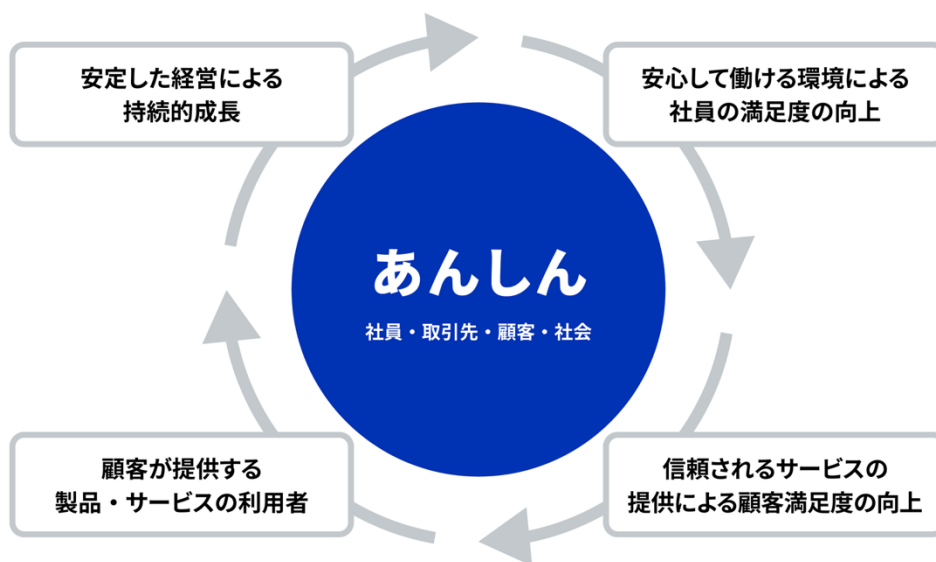 安定した経営による
持続的成長
安心して働ける環境による
社員の満足度の向上
あんしん
社員・取引先・顧客・社会
顧客が提供する
製品・サービスの利用者
信頼されるサービスの
提供による顧客満足度の向上